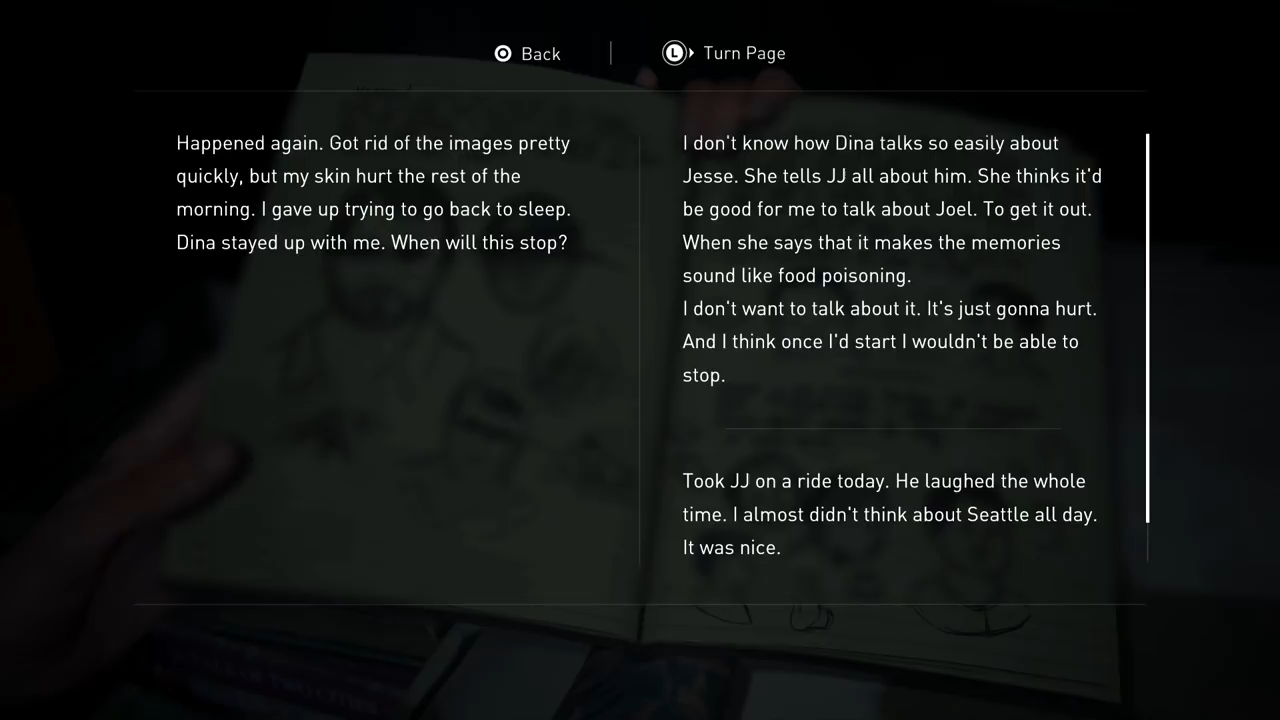 Back
L
Turn Page
Happened again. Got rid of the images pretty
quickly, but my skin hurt the rest of the
morning. I gave up trying to go back to sleep.
Dina stayed up with me. When will this stop?
I don't know how Dina talks so easily about
Jesse. She tells JJ all about him. She thinks it'd
be good for me to talk about Joel. To get it out.
When she says that it makes the memories
sound like food poisoning.
I don't want to talk about it. It's just gonna hurt.
And I think once I'd start I wouldn't be able to
stop.
Took JJ on a ride today. He laughed the whole
time. I almost didn't think about Seattle all day.
It was nice.